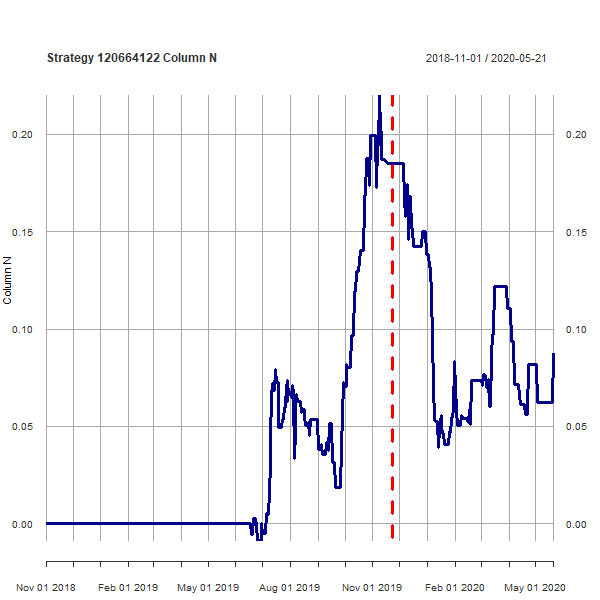 Strategy 120664122 Column N
2018-11-01 / 2020-05-21
0.20
0.20
0.15
0.15
Column N
0.10
0.10
0.05
0.05
0.00
0.00
Nov 01 2018
Feb 01 2019
May 01 2019
Aug 01 2019
Nov 01 2019
Feb 01 2020
May 01 2020